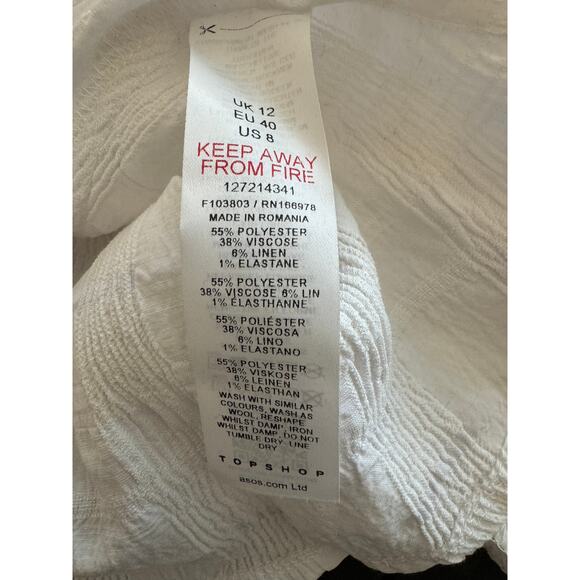 UK 12
EU 40
US 8
KEEP AWAY
FROM FIRE
127214341
F103803 / RN166978
MADE IN ROMANIA
55% POLYESTER
38% VISCOSE
6% LINEN
1% ELASTANE
55% POLYESTER
38% VISCOSE 6% LIN
1% ÉLASTHANNE
55% POLIÉSTER
38% VISCOSA
6% LINO
1% ELASTANO
55% POLYESTER
38% VISKOSE
6% LEINEN
1% ELASTHAN
WASH WITH SIMILAR
COLOURS, WASH AS
WOOL, RESHAPE
WHILST DAMP, IRON
WHILST DAMP, DO NOT
TUMBLE DRY-LINE
DRY
TOPSHOP
asos.com Ltd